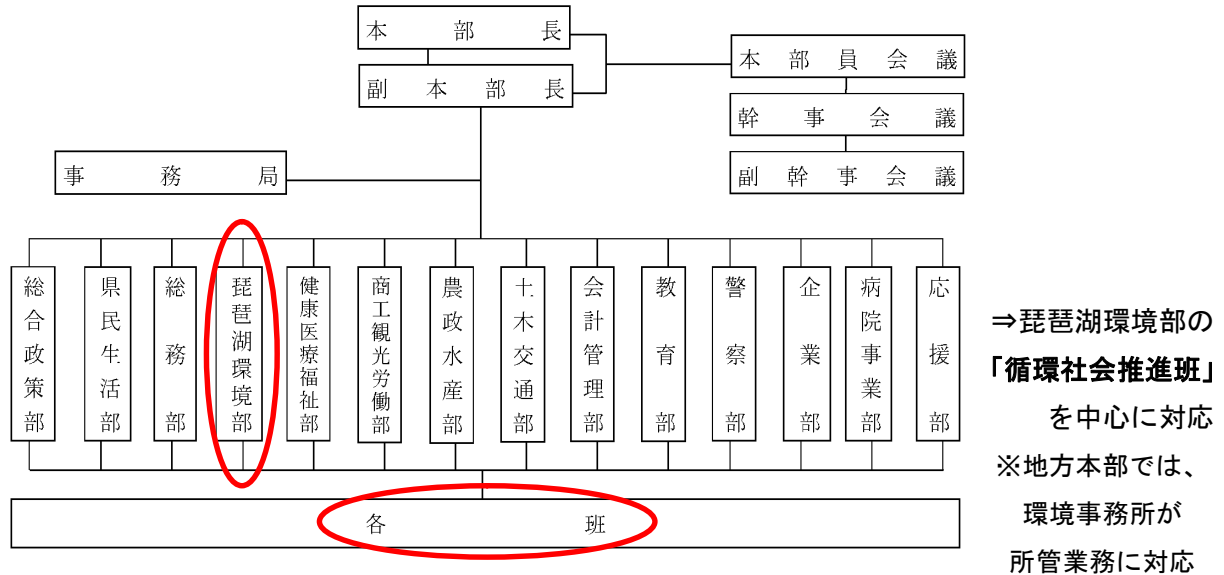 本部長
副本部長
本部員会議
幹事会議
副幹事会議
事務局
総合政策部
県民生活部
総務部
琵琶湖環境部
健康医療福祉部
商工観光労働部
農政水産部
土木交通部
会計管理部
教育部
警察部
企業部
病院事業部
応援部
各班
⇒琵琶湖環境部の
「循環社会推進班」
を中心に対応
※地方本部では、
環境事務所が
所管業務に対応